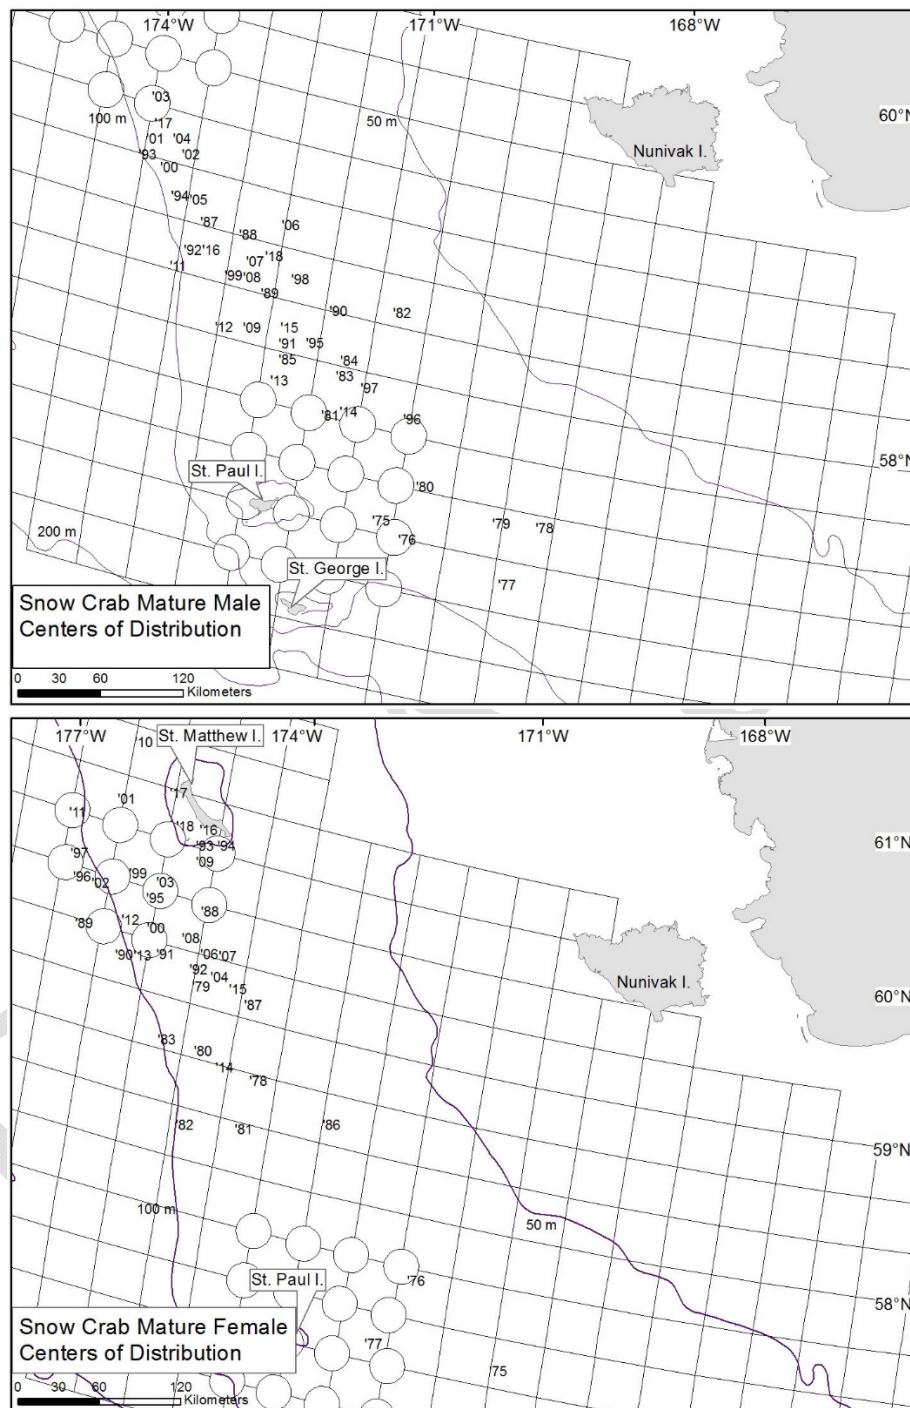 174°W 171°W 168°W
60°N
'03
100 m '17 50 m
'01 '04
'93 '02
'00
Nunivak I.
'94 '05
'87
'88 '06
'92 '16
'11 '07 '18
'99 '08 '98
'89
'90 '82
'12 '09 '15
'91 '95
'85 '84
'13 '83
'97
'81 '14 '96
58°N
St. Paul I.
'80
'75 '79 '78
200 m '76
St. George I.
'77
Snow Crab Mature Male
Centers of Distribution
0 30 60 120
Kilometers
177°W 174°W 171°W 168°W
'10 St. Matthew I.
'17
'01
'11
'18 '16
61°N
'93 '94
'97 '09
'96 '02 '99 '03
'95
'88
'89 '12 '00
'08
'90 '13 '91 '06 '07
'92 '04
'79 '15
'87
Nunivak I.
60°N
'83 '80
'14
'78
'82 '81 '86
59°N
100 m
50 m
St. Paul I. '76
58°N
'77
'75
Snow Crab Mature Female
Centers of Distribution
0 30 60 120
Kilometers